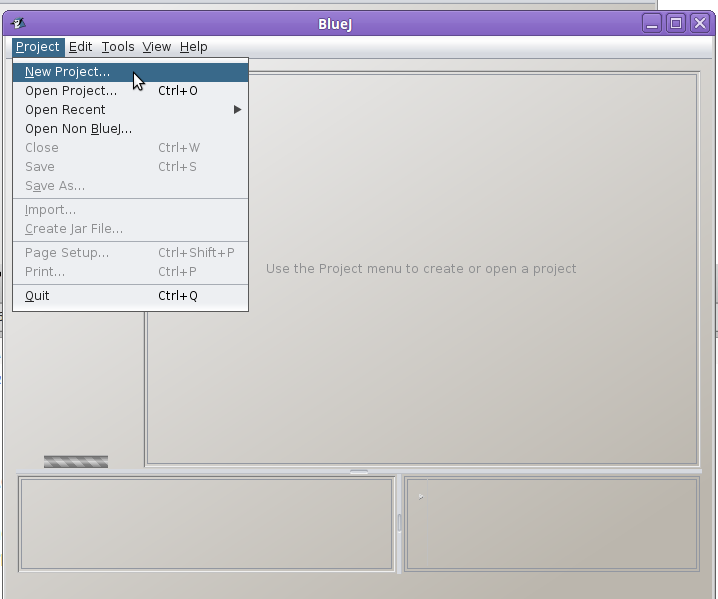 BlueJ
Project Edit Tools View Help
New Project...
Open Project... Ctrl+O
Open Recent
Open Non BlueJ...
Close Ctrl+W
Save Ctrl+S
Save As...
Import...
Create Jar File...
Page Setup... Ctrl+Shift+P
Print... Ctrl+P
Quit Ctrl+Q
Use the Project menu to create or open a project